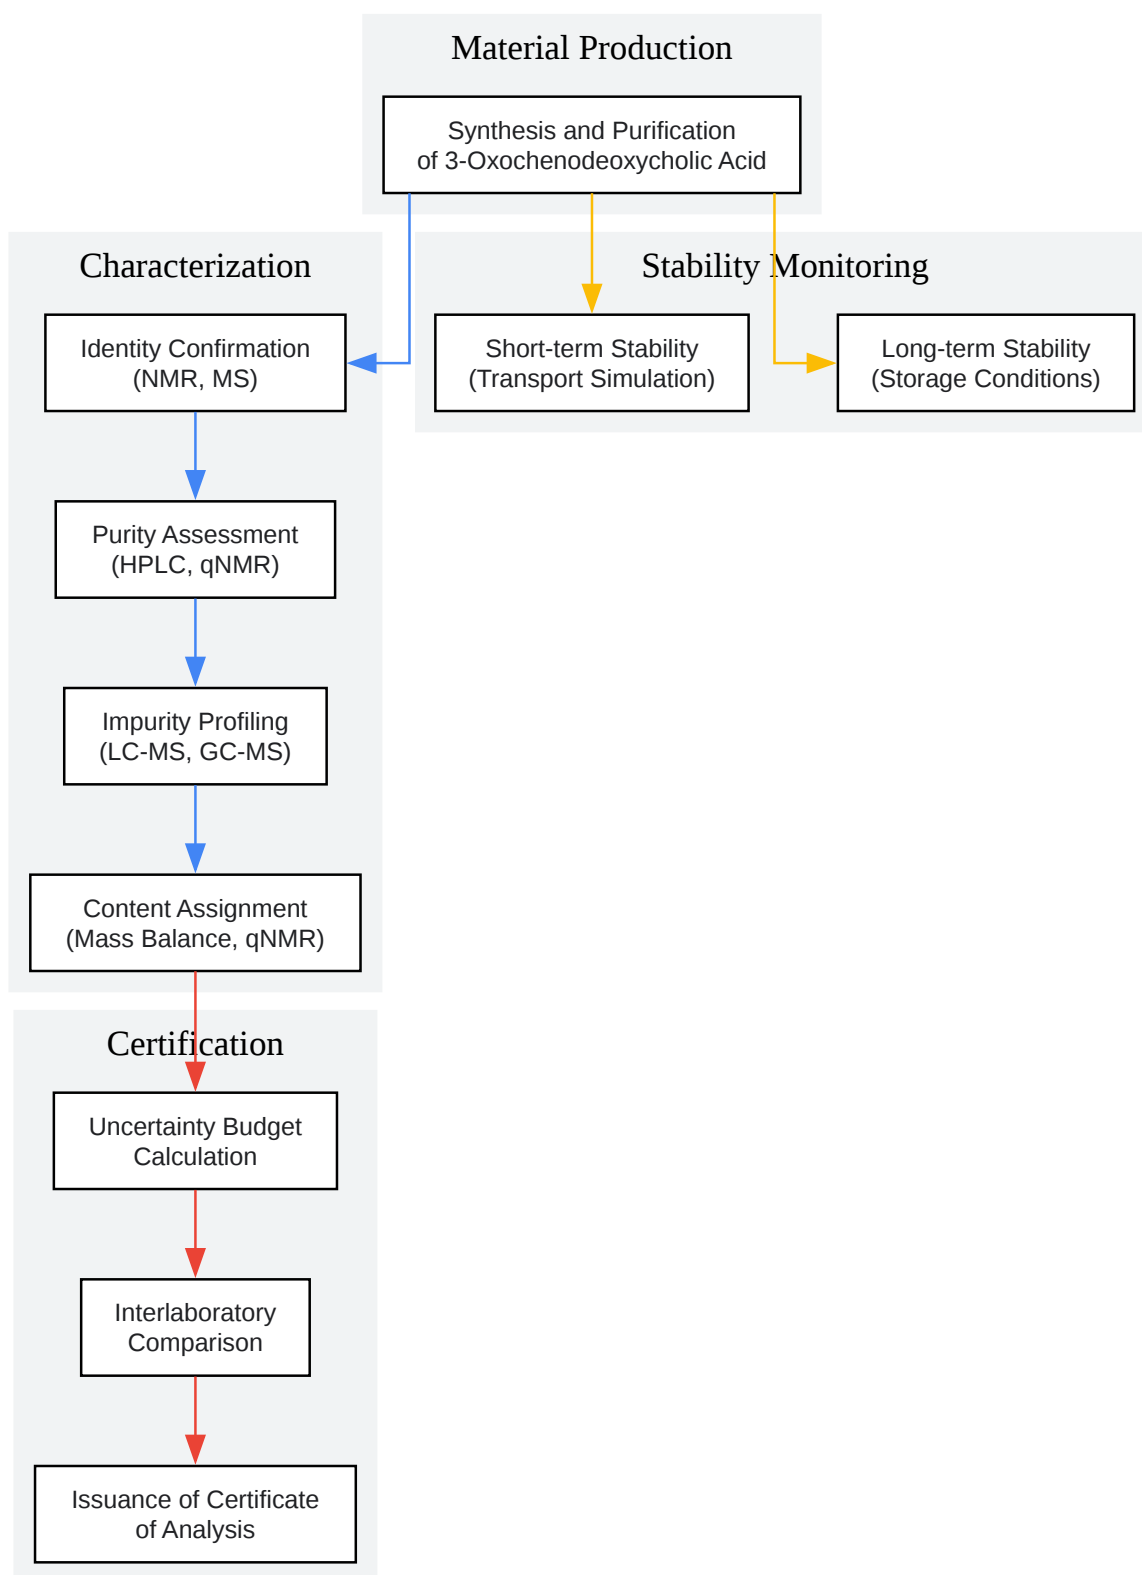 Material Production
Synthesis and Purification
of 3-Oxochenodeoxycholic Acid
Characterization
Identity Confirmation
(NMR, MS)
Purity Assessment
(HPLC, qNMR)
Impurity Profiling
(LC-MS, GC-MS)
Content Assignment
(Mass Balance, qNMR)
Stability Monitoring
Short-term Stability
(Transport Simulation)
Long-term Stability
(Storage Conditions)
Certification
Uncertainty Budget
Calculation
Interlaboratory
Comparison
Issuance of Certificate
of Analysis